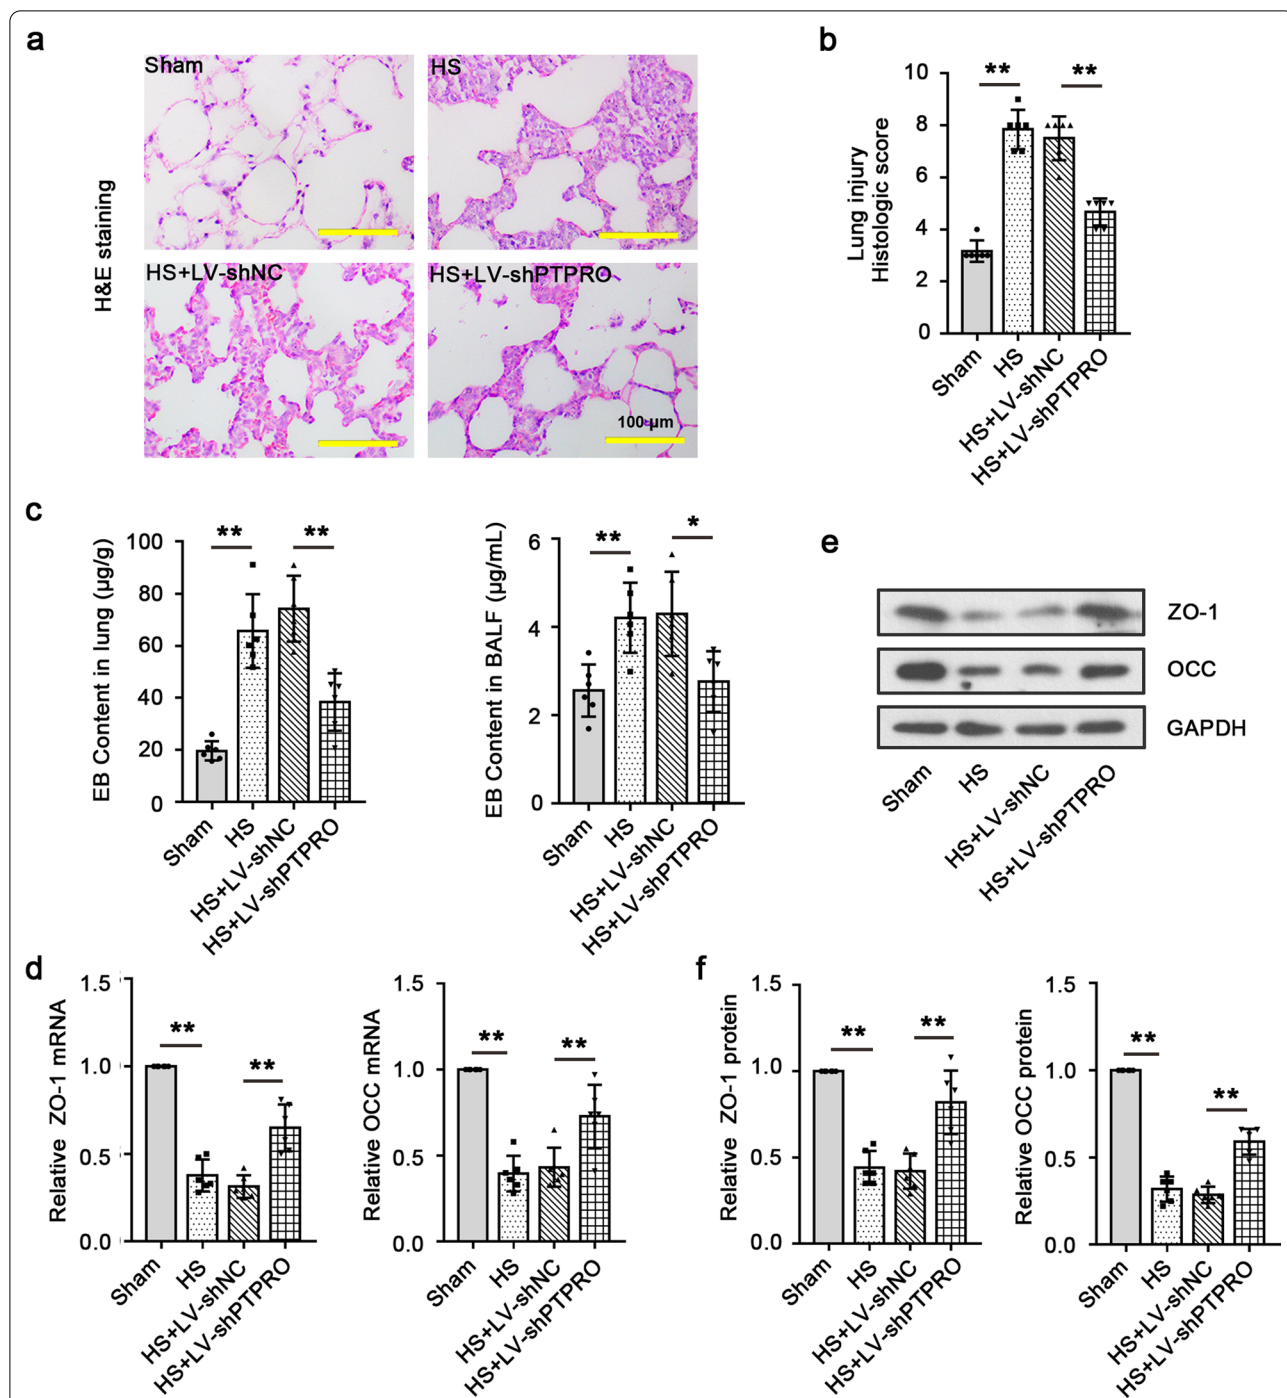 a
H&E staining
Sham
HS
HS+LV-shNC
HS+LV-shPTPRO
100 μm
b
Lung injury
Histologic score
10
8
6
4
2
0
**
**
Sham
HS
HS+LV-shNC
HS+LV-shPTPRO
c
EB Content in lung (μg/g)
100
80
60
40
20
0
**
**
Sham
HS
HS+LV-shNC
HS+LV-shPTPRO
EB Content in BALF (μg/mL)
6
4
2
0
**
*
Sham
HS
HS+LV-shNC
HS+LV-shPTPRO
e
ZO-1
OCC
GAPDH
Sham
HS
HS+LV-shNC
HS+LV-shPTPRO
d
Relative ZO-1 mRNA
1.5
1.0
0.5
0.0
**
**
Sham
HS
HS+LV-shNC
HS+LV-shPTPRO
Relative OCC mRNA
1.5
1.0
0.5
0.0
**
**
Sham
HS
HS+LV-shNC
HS+LV-shPTPRO
f
Relative ZO-1 protein
1.5
1.0
0.5
0.0
**
**
Sham
HS
HS+LV-shNC
HS+LV-shPTPRO
Relative OCC protein
1.5
1.0
0.5
0.0
**
**
Sham
HS
HS+LV-shNC
HS+LV-shPTPRO